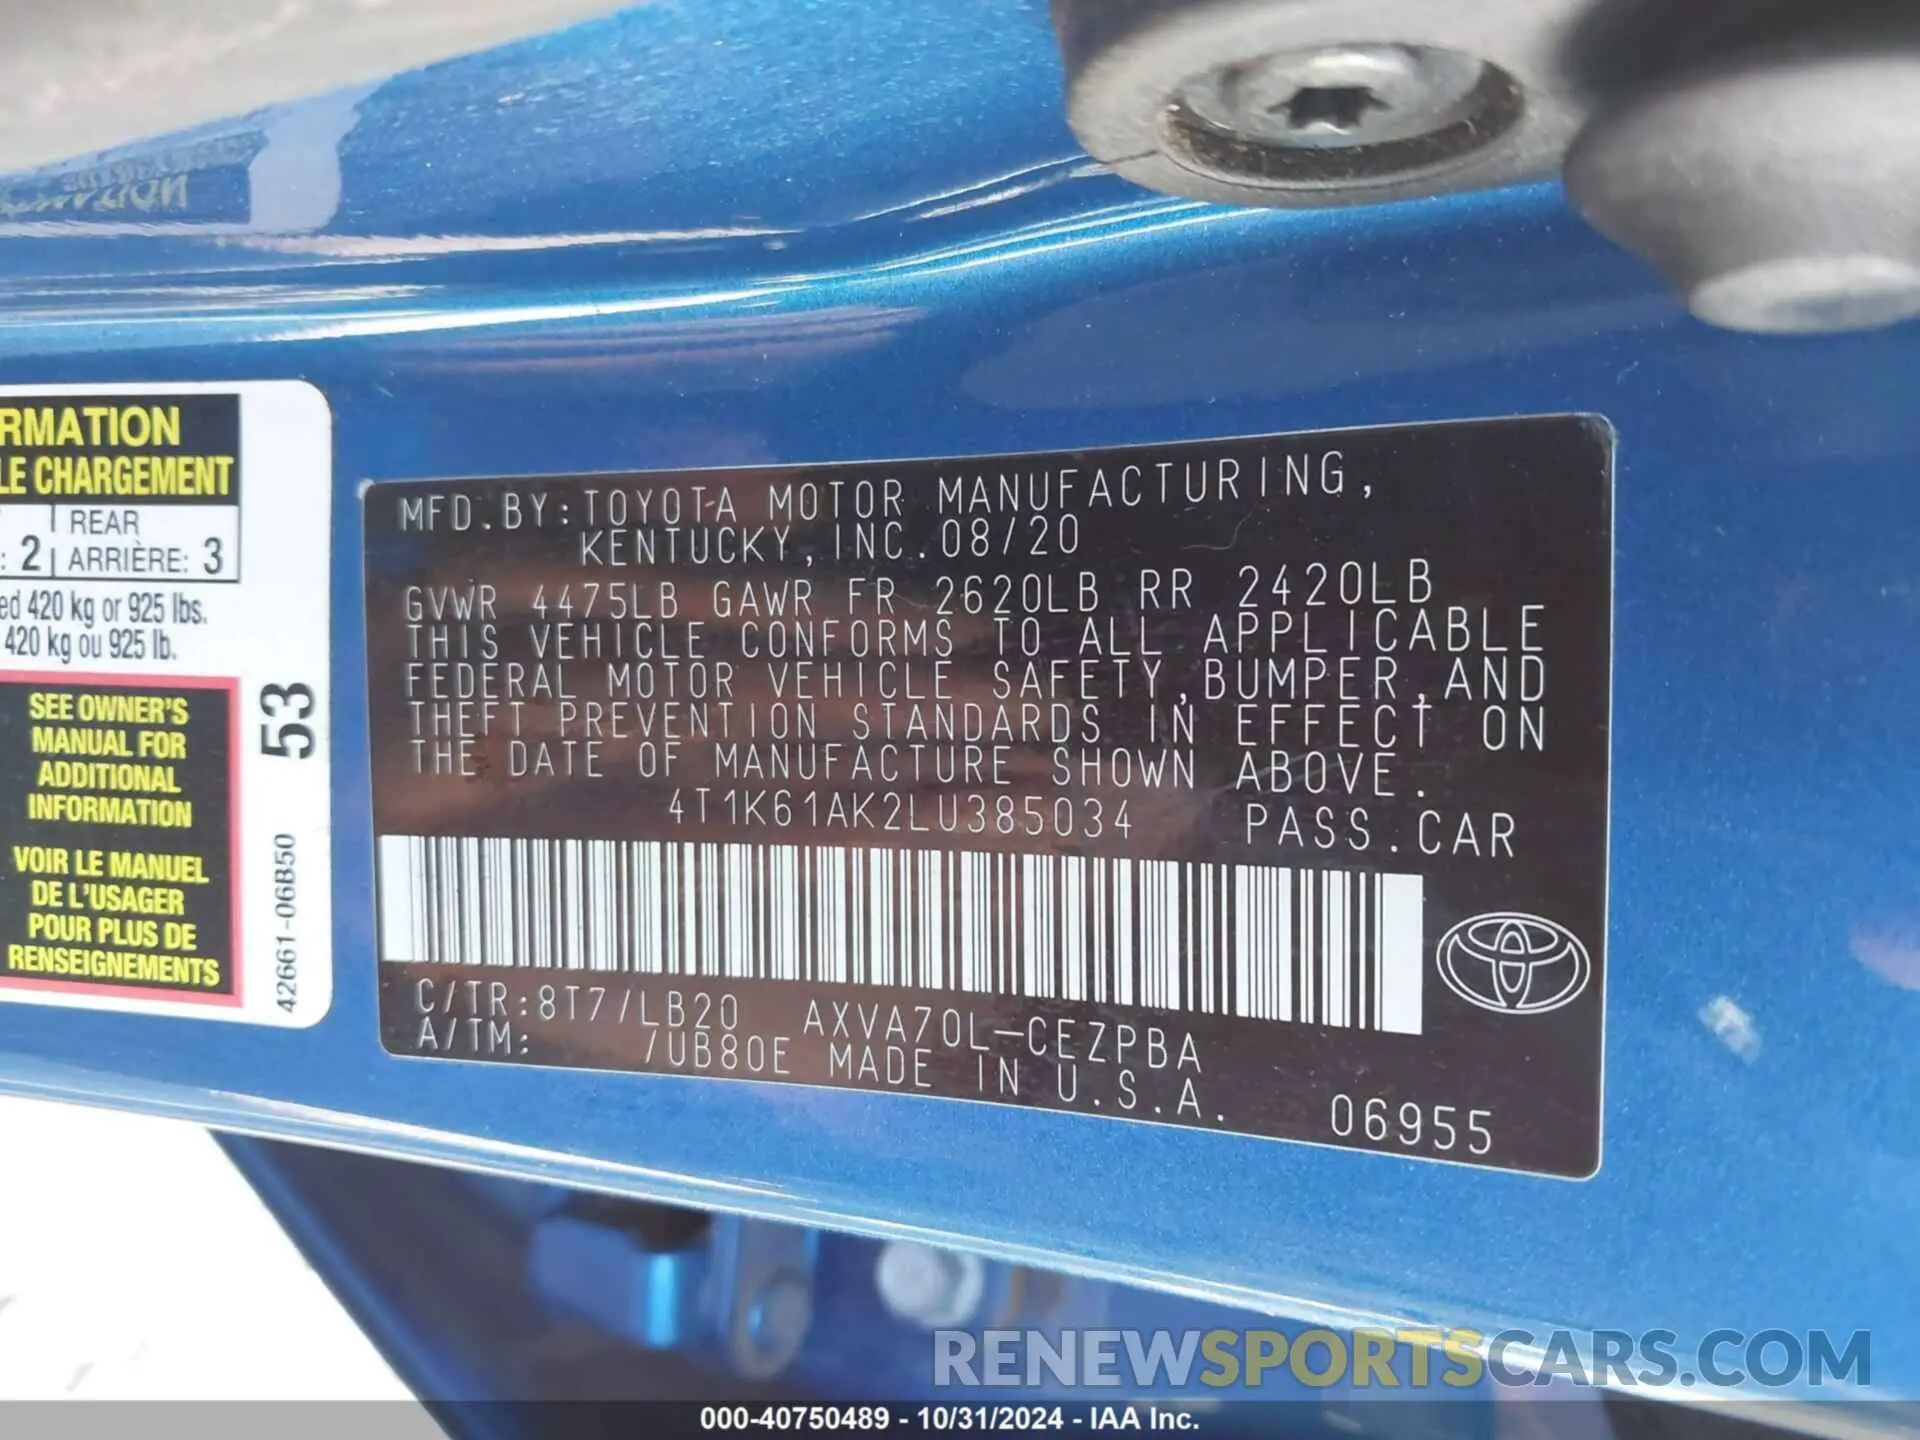 RMATION
LE CHARGEMENT
REAR
: 2 ARRIÈRE: 3
ed 420 kg or 925 lbs.
420 kg ou 925 lb.
SEE OWNER'S
MANUAL FOR
ADDITIONAL
INFORMATION
VOIR LE MANUEL
DE L'USAGER
POUR PLUS DE
RENSEIGNEMENTS
53
42661-06B50
MFD.BY:TOYOTA MOTOR MANUFACTURING,
KENTUCKY,INC.08/20
GVWR 4475LB GAWR FR 2620LB RR 2420LB
THIS VEHICLE CONFORMS TO ALL APPLICABLE
FEDERAL MOTOR VEHICLE SAFETY,BUMPER,AND
THEFT PREVENTION STANDARDS IN EFFECT ON
THE DATE OF MANUFACTURE SHOWN ABOVE.
4T1K61AK2LU385034 PASS.CAR
C/TR:8T7/LB20 AXVA70L-CEZPBA
A/TM: /UB80E MADE IN U.S.A.
06955
RENEWSPORTSCARS.COM
000-40750489 - 10/31/2024 - IAA Inc.